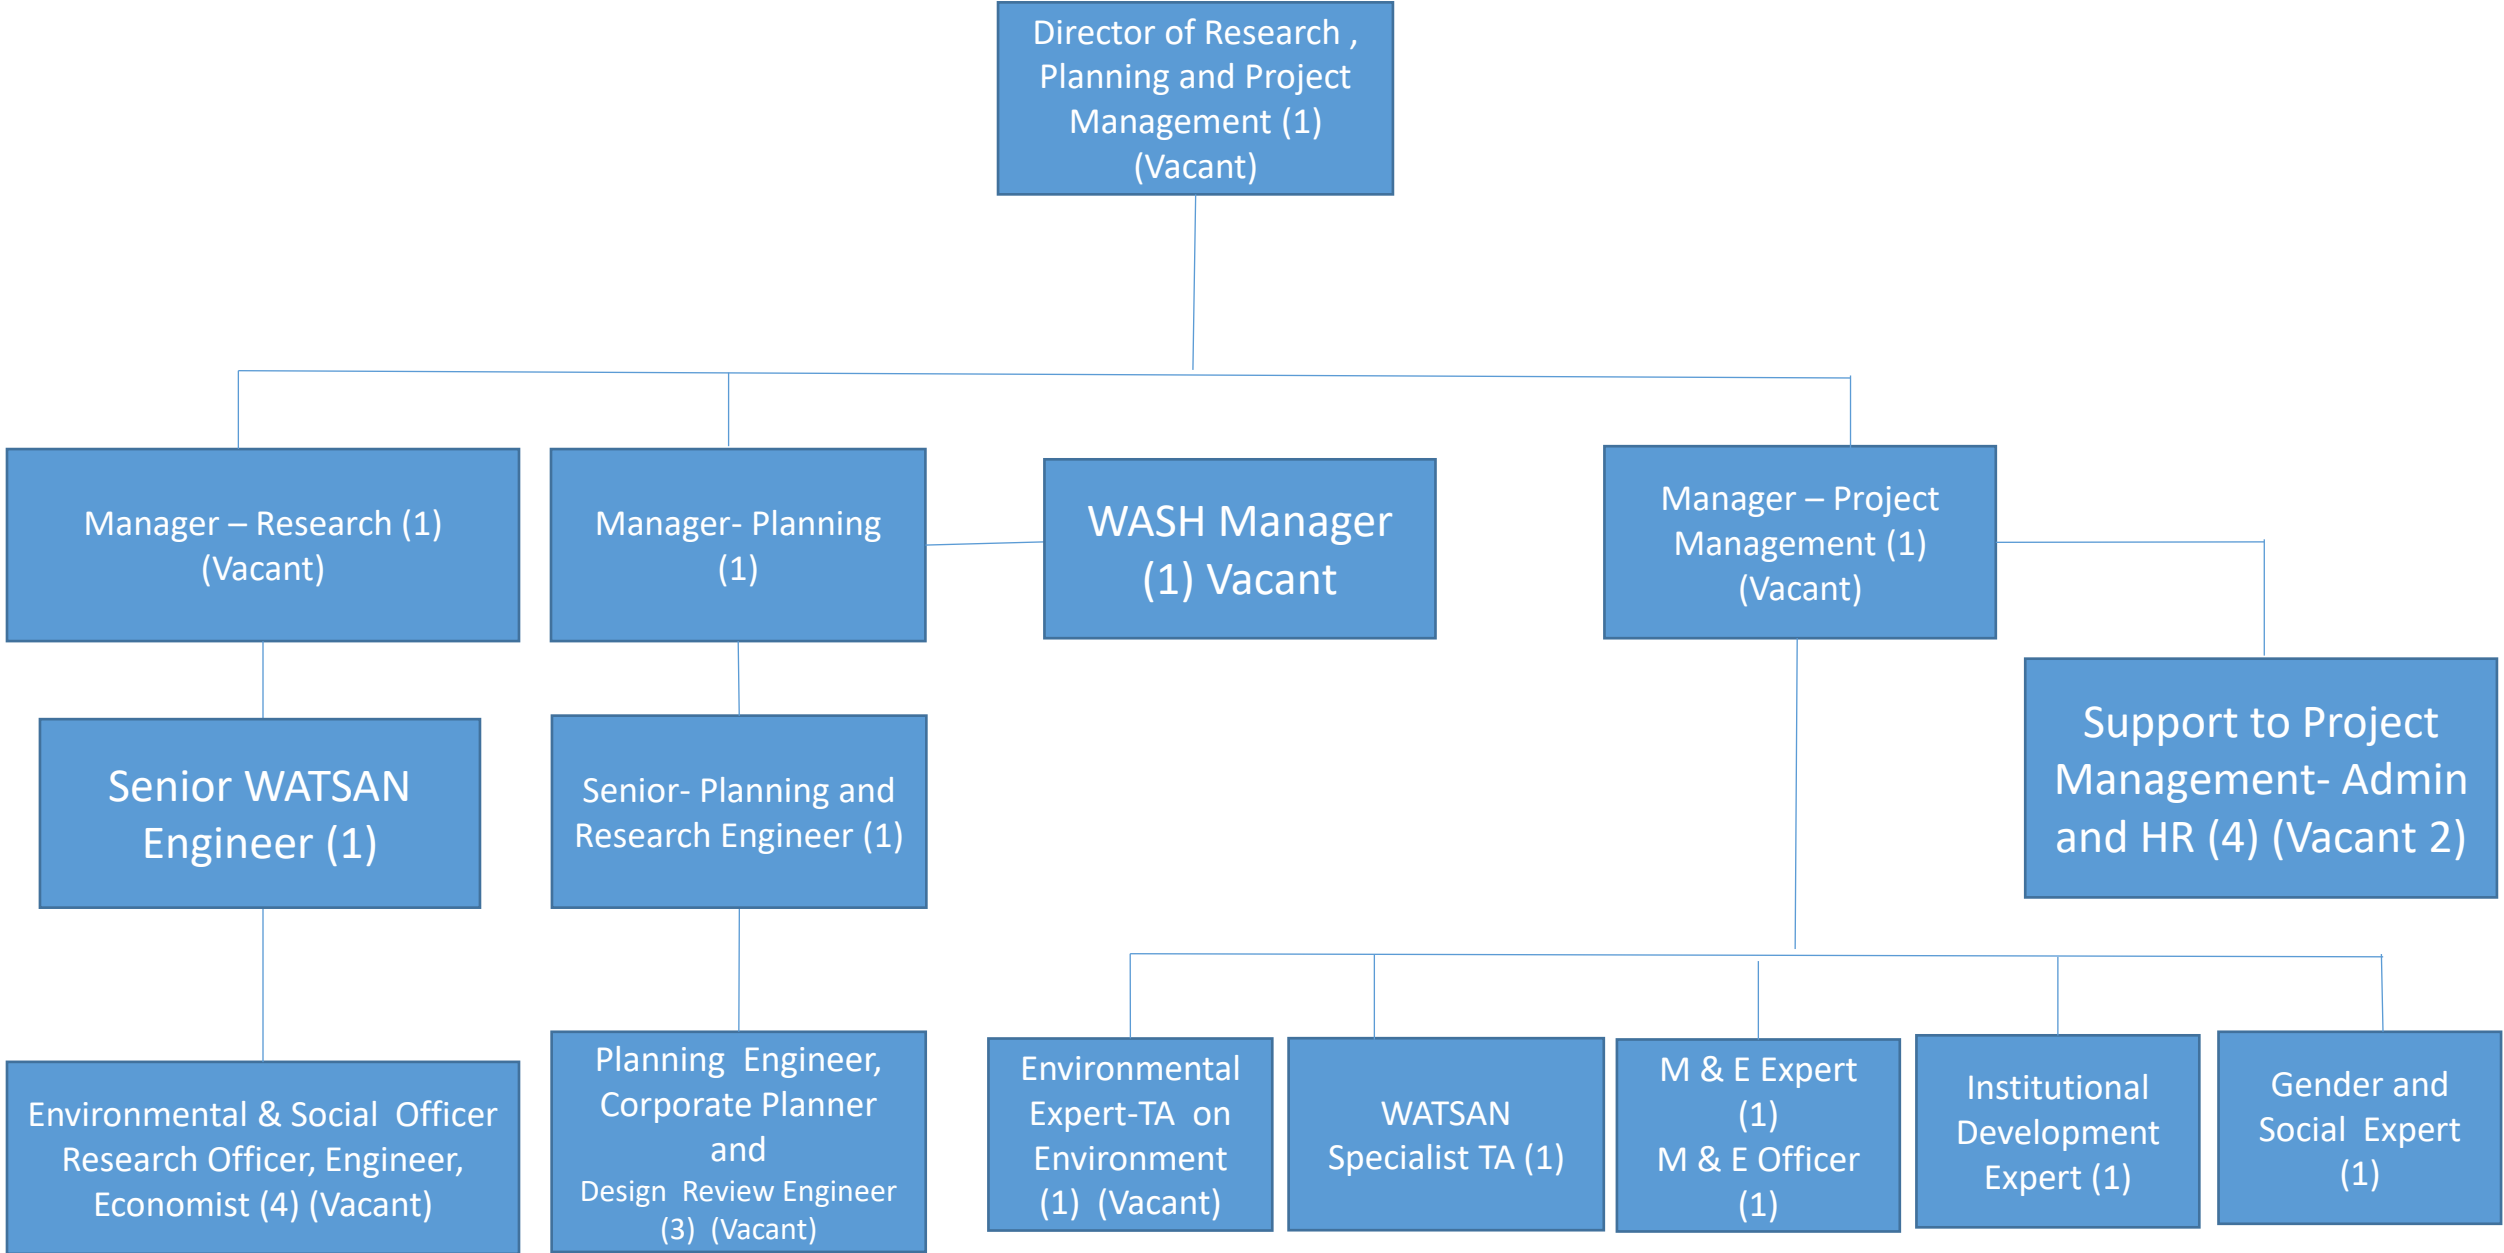 Director of Research ,
Planning and Project
Management (1)
(Vacant)
Manager – Research (1)
(Vacant)
Manager- Planning
(1)
WASH Manager
(1) Vacant
Manager – Project
Management (1)
(Vacant)
Support to Project
Management- Admin
and HR (4) (Vacant 2)
Senior WATSAN
Engineer (1)
Senior- Planning and
Research Engineer (1)
Environmental & Social Officer
Research Officer, Engineer,
Economist (4) (Vacant)
Planning Engineer,
Corporate Planner
and
Design Review Engineer
(3) (Vacant)
Environmental
Expert-TA on
Environment
(1) (Vacant)
WATSAN
Specialist TA (1)
M & E Expert
(1)
M & E Officer
(1)
Institutional
Development
Expert (1)
Gender and
Social Expert
(1)